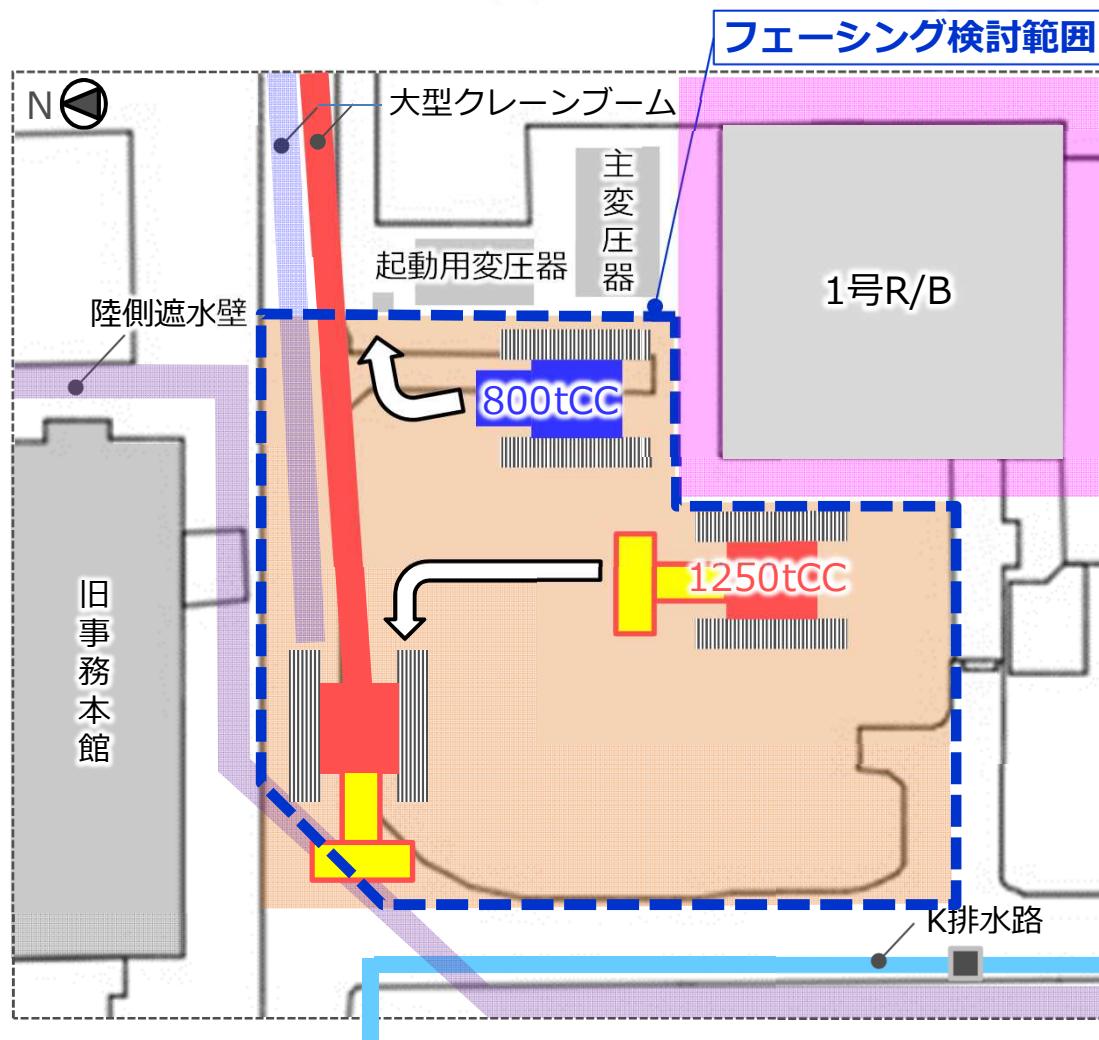 フェーシング検討範囲
N
大型クレーンブーム
主変圧器
起動用変圧器
1号R/B
陸側遮水壁
800tCC
1250tCC
旧事務本館
K排水路